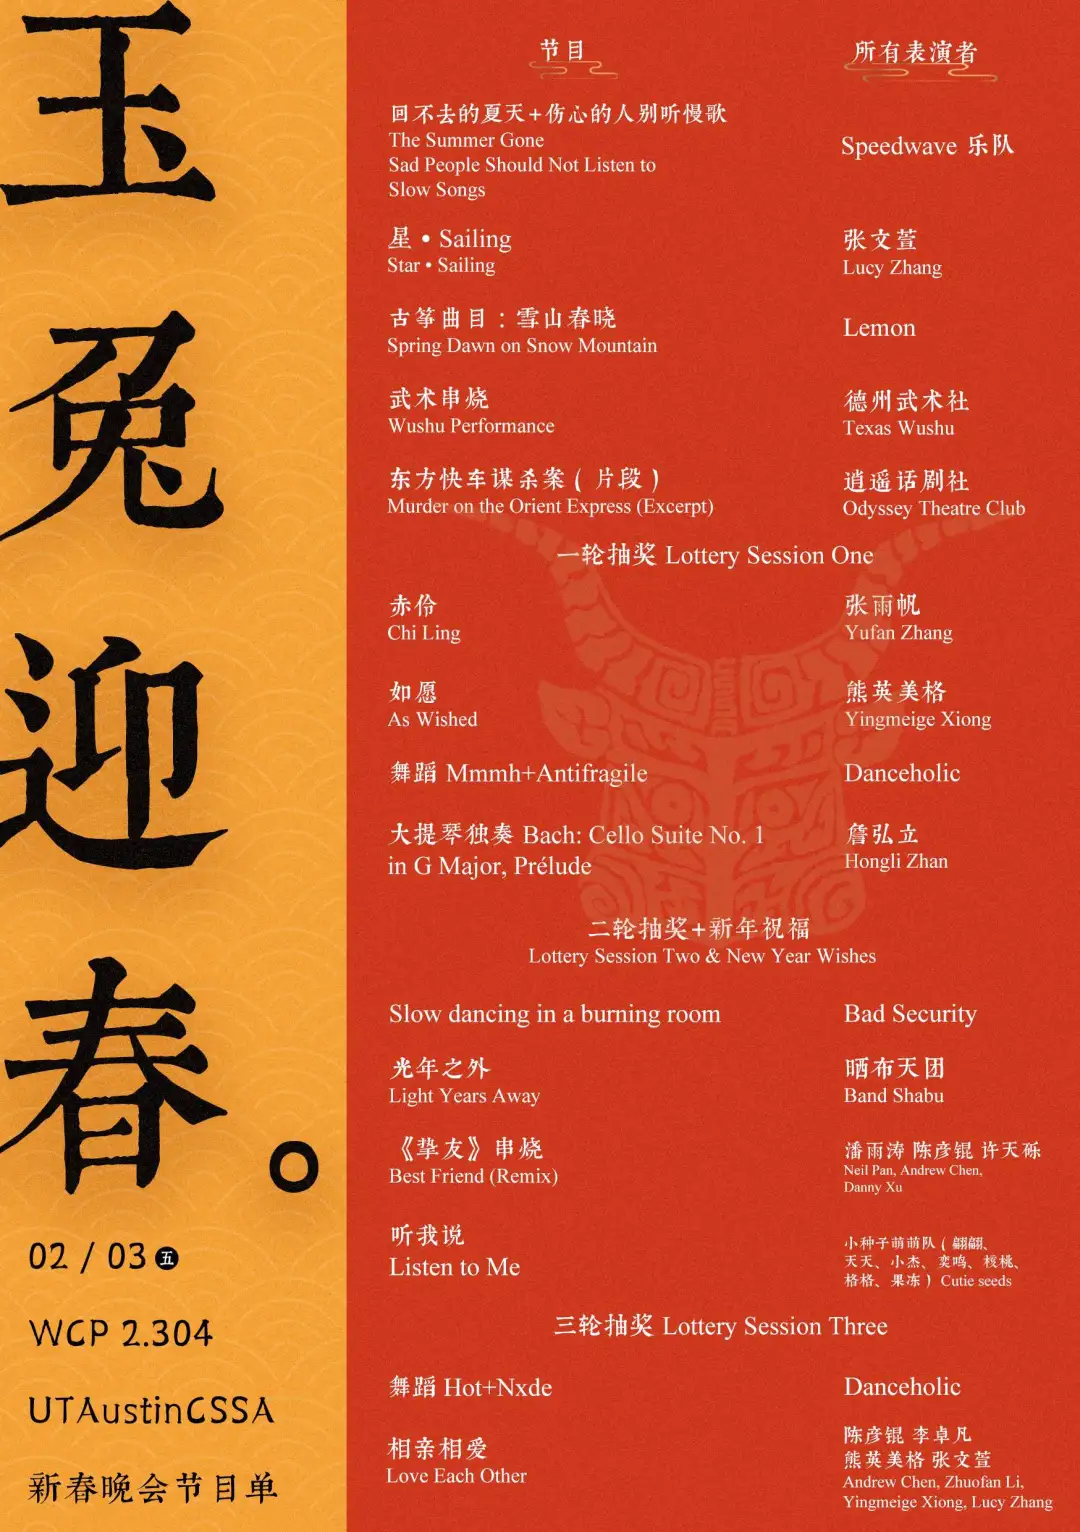 玉兔迎春。
02 / 03 五
WCP 2.304
UTAustinCSSA
新春晚会节目单
节目
所有表演者
回不去的夏天+伤心的人别听慢歌
The Summer Gone
Sad People Should Not Listen to
Slow Songs
Speedwave 乐队
星 • Sailing
Star • Sailing
张文萱
Lucy Zhang
古筝曲目：雪山春晓
Spring Dawn on Snow Mountain
Lemon
武术串烧
Wushu Performance
德州武术社
Texas Wushu
东方快车谋杀案（片段）
Murder on the Orient Express (Excerpt)
逍遥话剧社
Odyssey Theatre Club
一轮抽奖 Lottery Session One
赤伶
Chi Ling
张雨帆
Yufan Zhang
如愿
As Wished
熊英美格
Yingmeige Xiong
舞蹈 Mmmh+Antifragile
Danceholic
大提琴独奏 Bach: Cello Suite No. 1
in G Major, Prélude
詹弘立
Hongli Zhan
二轮抽奖+新年祝福
Lottery Session Two & New Year Wishes
Slow dancing in a burning room
Bad Security
光年之外
Light Years Away
晒布天团
Band Shabu
《挚友》串烧
Best Friend (Remix)
潘雨涛 陈彦锟 许天砾
Neil Pan, Andrew Chen,
Danny Xu
听我说
Listen to Me
小种子萌萌队（翩翩、
天天、小杰、奕鸣、核桃、
格格、果冻）Cutie seeds
三轮抽奖 Lottery Session Three
舞蹈 Hot+Nxde
Danceholic
相亲相爱
Love Each Other
陈彦锟 李卓凡
熊英美格 张文萱
Andrew Chen, Zhuofan Li,
Yingmeige Xiong, Lucy Zhang